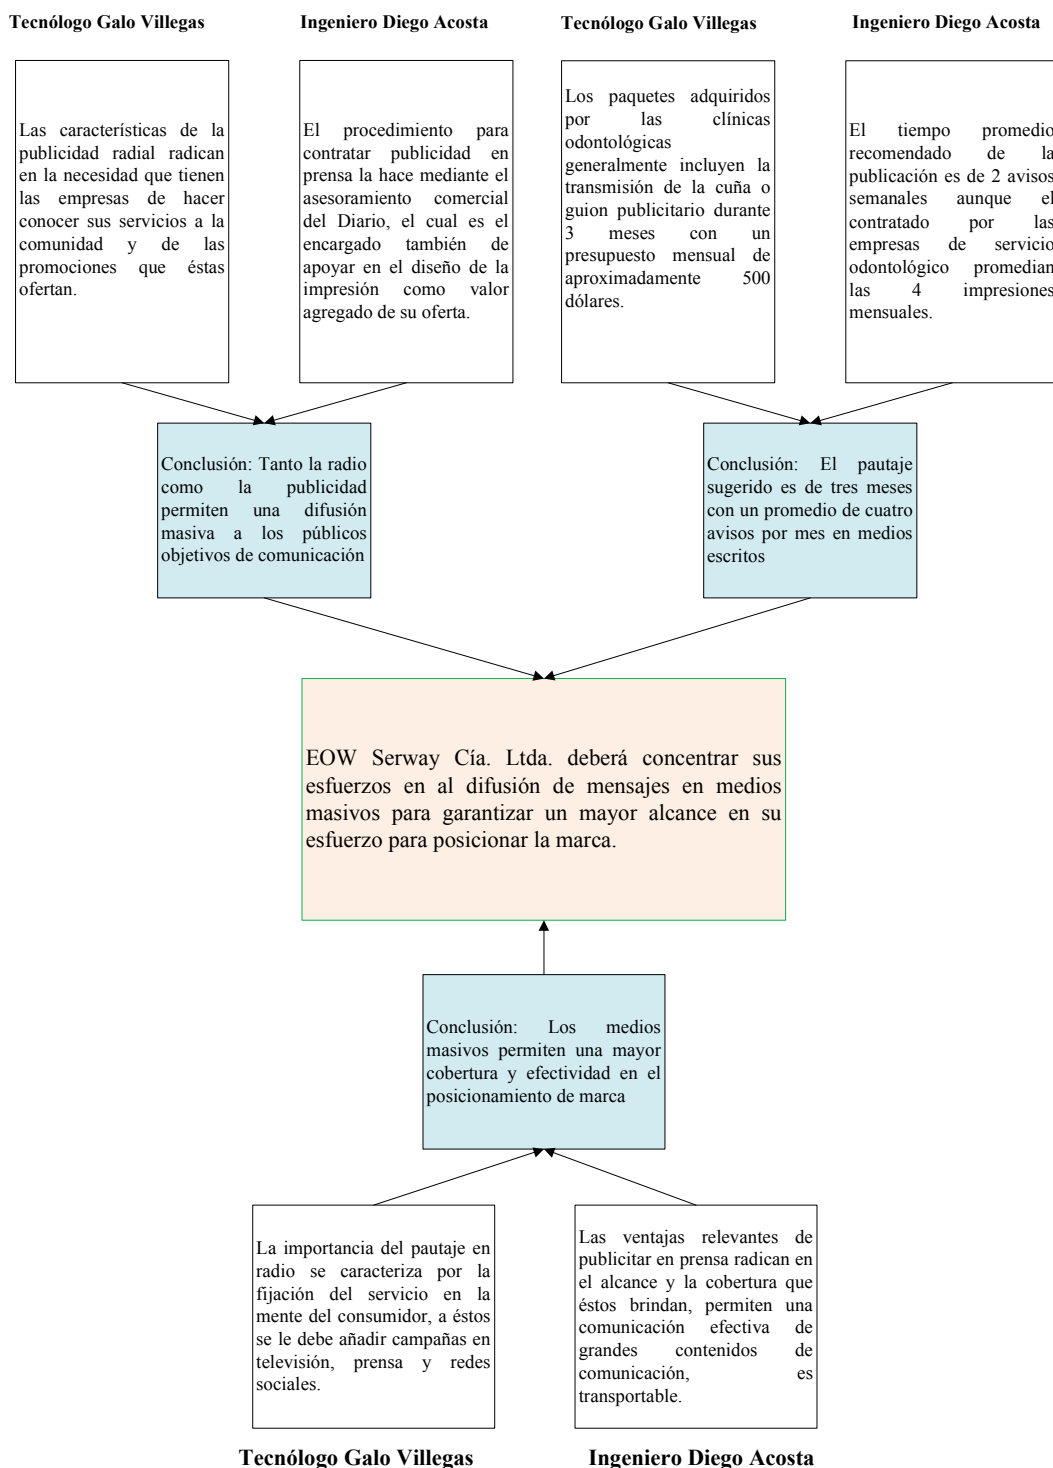 Tecnólogo Galo Villegas
Ingeniero Diego Acosta
Tecnólogo Galo Villegas
Ingeniero Diego Acosta
Las características de la
publicidad radial radican
en la necesidad que tienen
las empresas de hacer
conocer sus servicios a la
comunidad y de las
promociones que éstas
ofertan.
El procedimiento para
contratar publicidad en
prensa la hace mediante el
asesoramiento comercial
del Diario, el cual es el
encargado también de
apoyar en el diseño de la
impresión como valor
agregado de su oferta.
Los paquetes adquiridos
por las clínicas
odontológicas
generalmente incluyen la
transmisión de la cuña o
guion publicitario durante
3 meses con un
presupuesto mensual de
aproximadamente 500
dólares.
El tiempo promedio
recomendado de la
publicación es de 2 avisos
semanales aunque el
contratado por las
empresas de servicio
odontológico promedian
las 4 impresiones
mensuales.
Conclusión: Tanto la radio
como la publicidad
permiten una difusión
masiva a los públicos
objetivos de comunicación
Conclusión: El pautaje
sugerido es de tres meses
con un promedio de cuatro
avisos por mes en medios
escritos
EOW Serway Cía. Ltda. deberá concentrar sus
esfuerzos en al difusión de mensajes en medios
masivos para garantizar un mayor alcance en su
esfuerzo para posicionar la marca.
Conclusión: Los medios
masivos permiten una mayor
cobertura y efectividad en el
posicionamiento de marca
La importancia del pautaje en
radio se caracteriza por la
fijación del servicio en la
mente del consumidor, a éstos
se le debe añadir campañas en
televisión, prensa y redes
sociales.
Las ventajas relevantes de
publicitar en prensa radican en
el alcance y la cobertura que
éstos brindan, permiten una
comunicación efectiva de
grandes contenidos de
comunicación, es
transportable.
Tecnólogo Galo Villegas
Ingeniero Diego Acosta